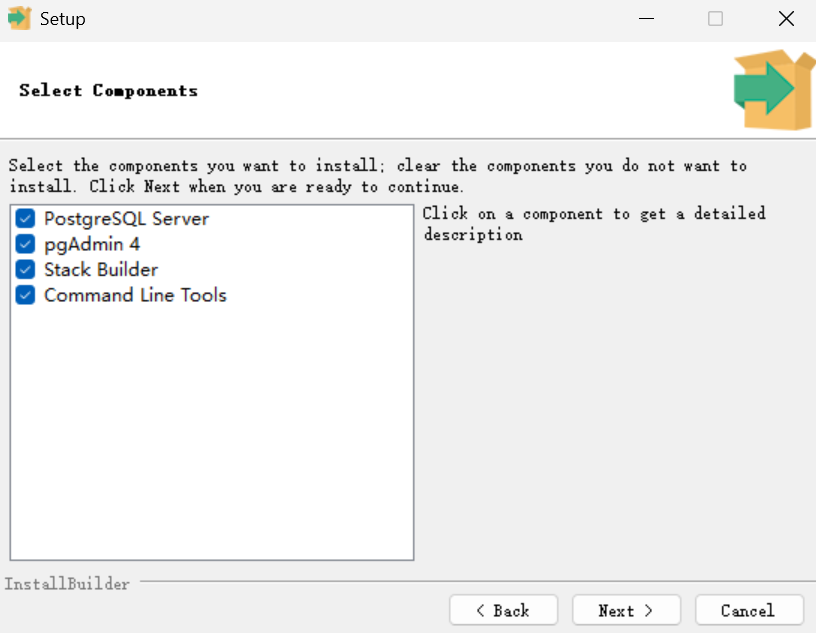 Setup
Select Components
Select the components you want to install; clear the components you do not want to
install. Click Next when you are ready to continue.
PostgreSQL Server
pgAdmin 4
Stack Builder
Command Line Tools
Click on a component to get a detailed
description
InstallBuilder
< Back
Next >
Cancel